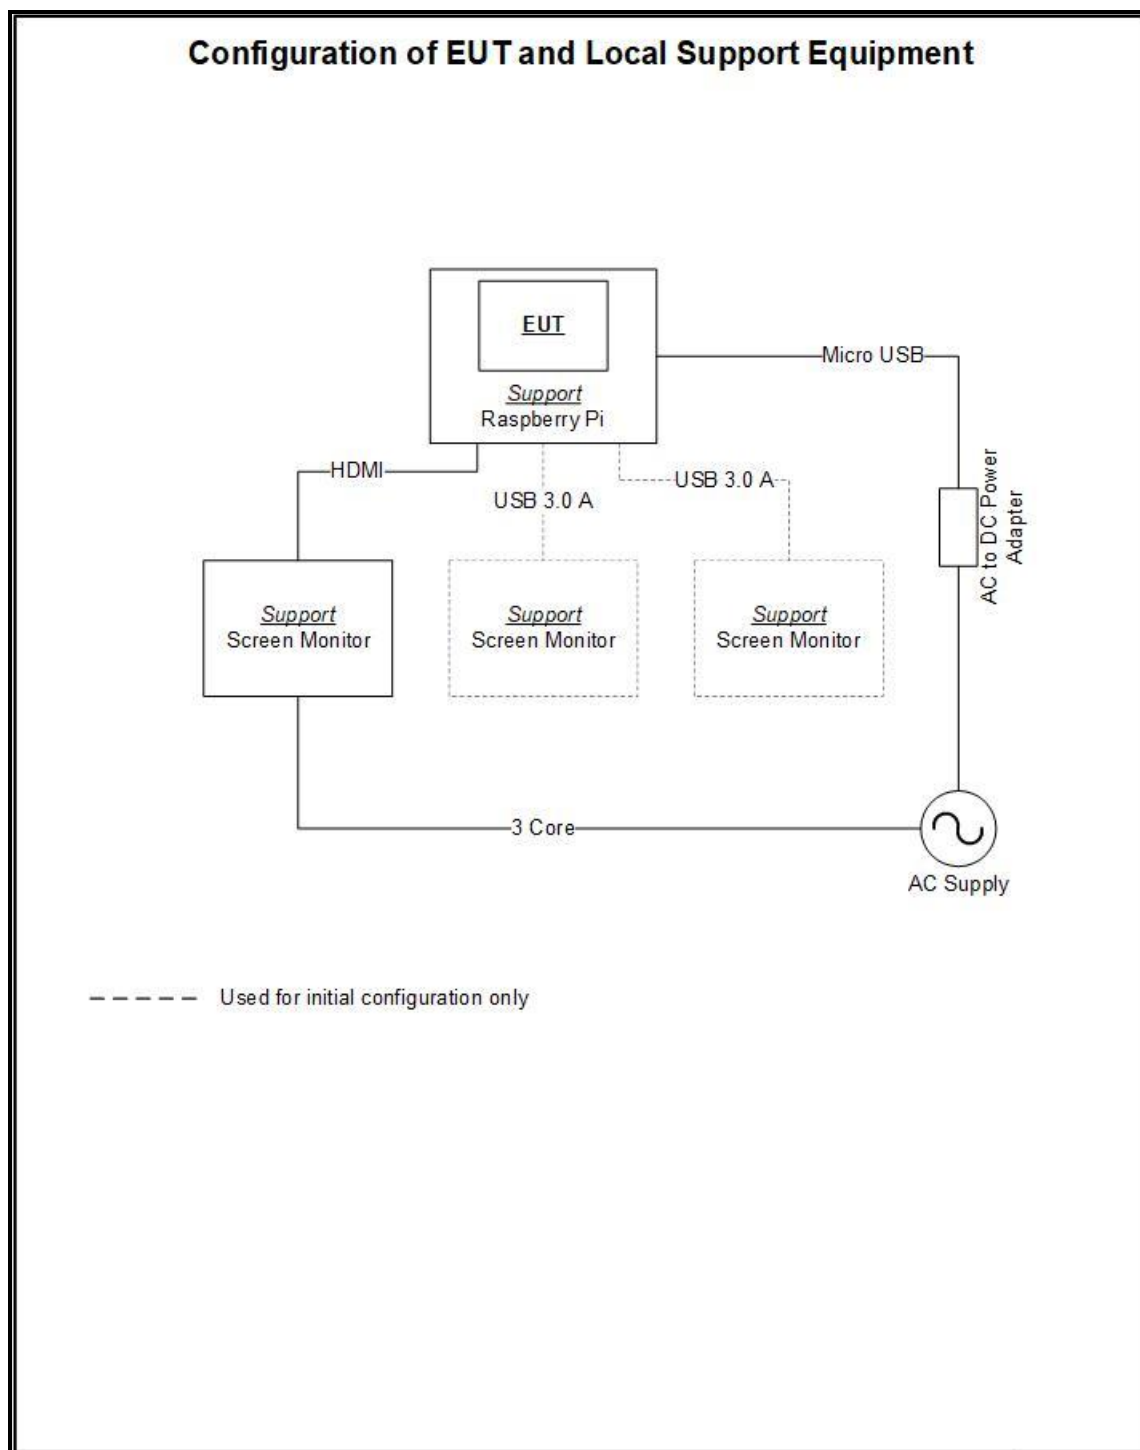 Configuration of EUT and Local Support Equipment
EUT
Support
Raspberry Pi
Micro USB
HDMI
USB 3.0 A
USB 3.0 A
AC to DC Power
Adapter
Support
Screen Monitor
Support
Screen Monitor
Support
Screen Monitor
3 Core
AC Supply
Used for initial configuration only